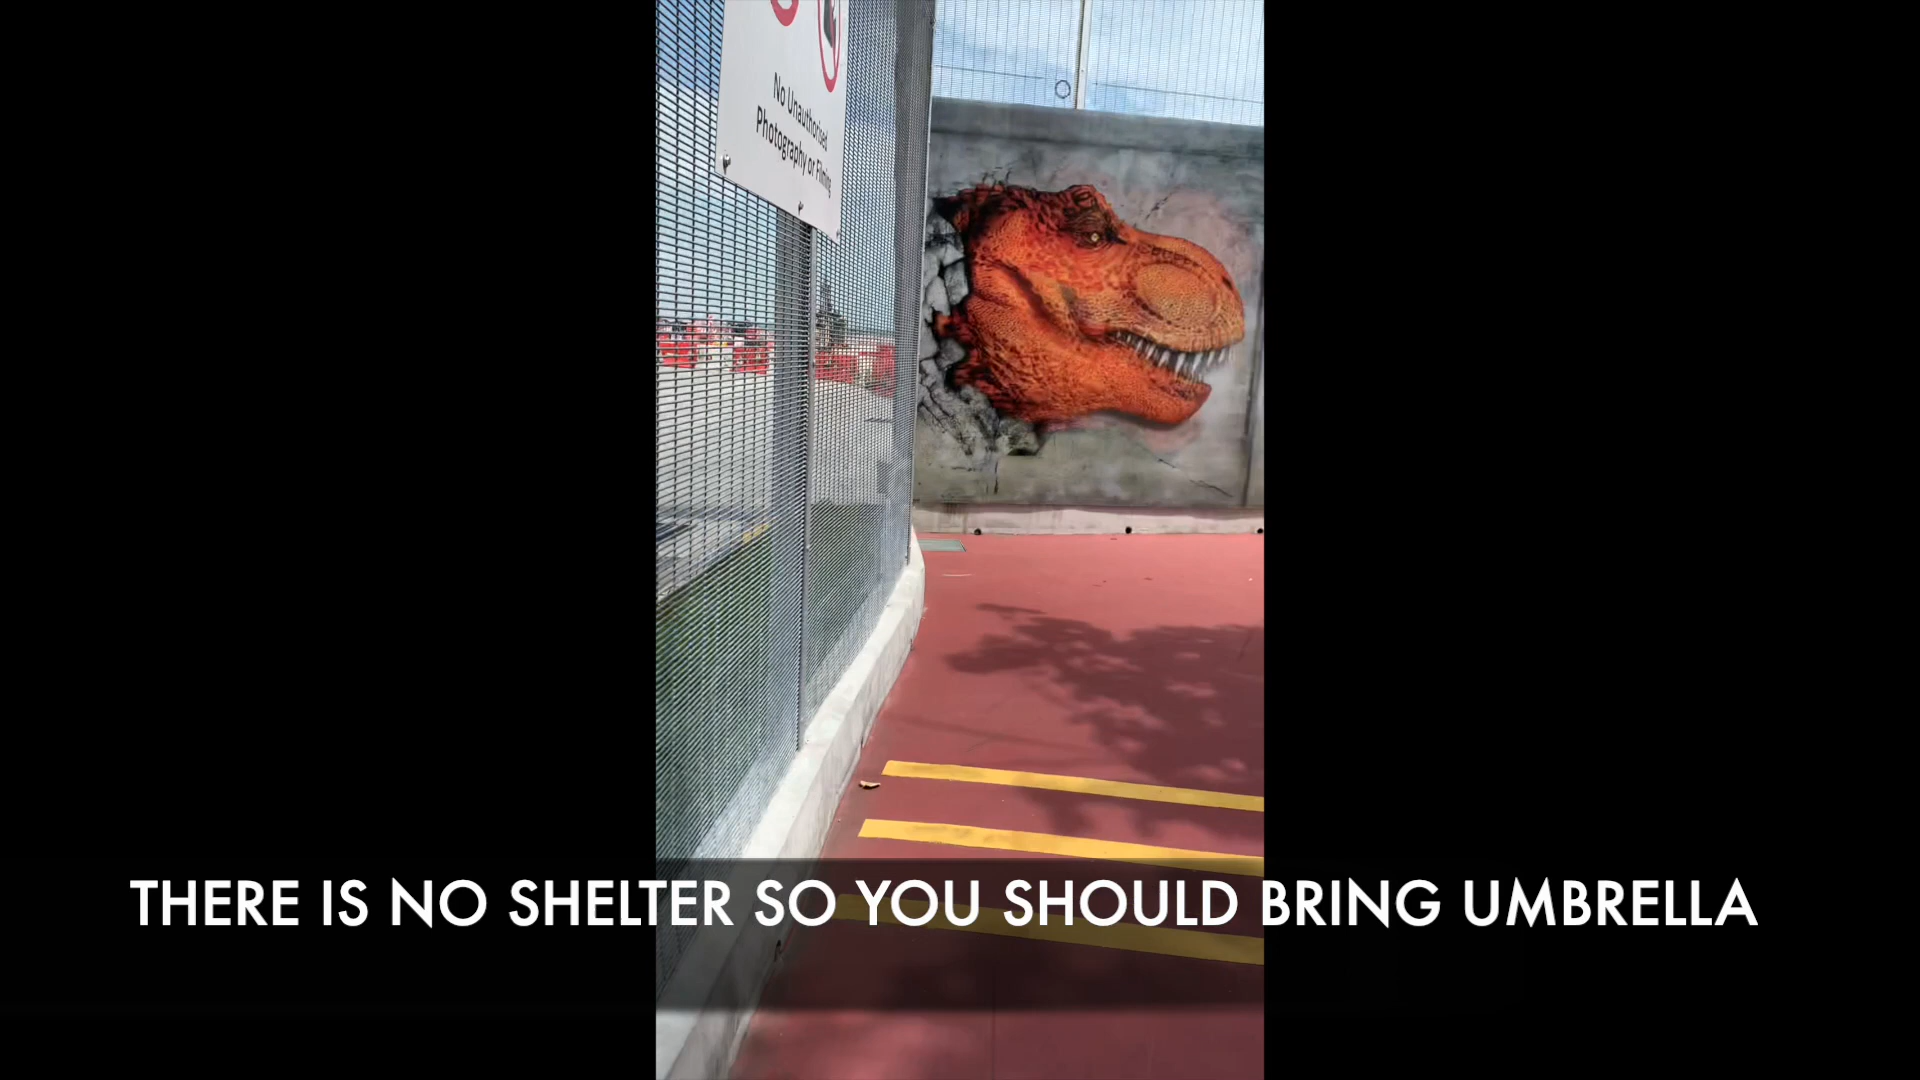 No Unauthorised
Photography or Filming
THERE IS NO SHELTER SO YOU SHOULD BRING UMBRELLA